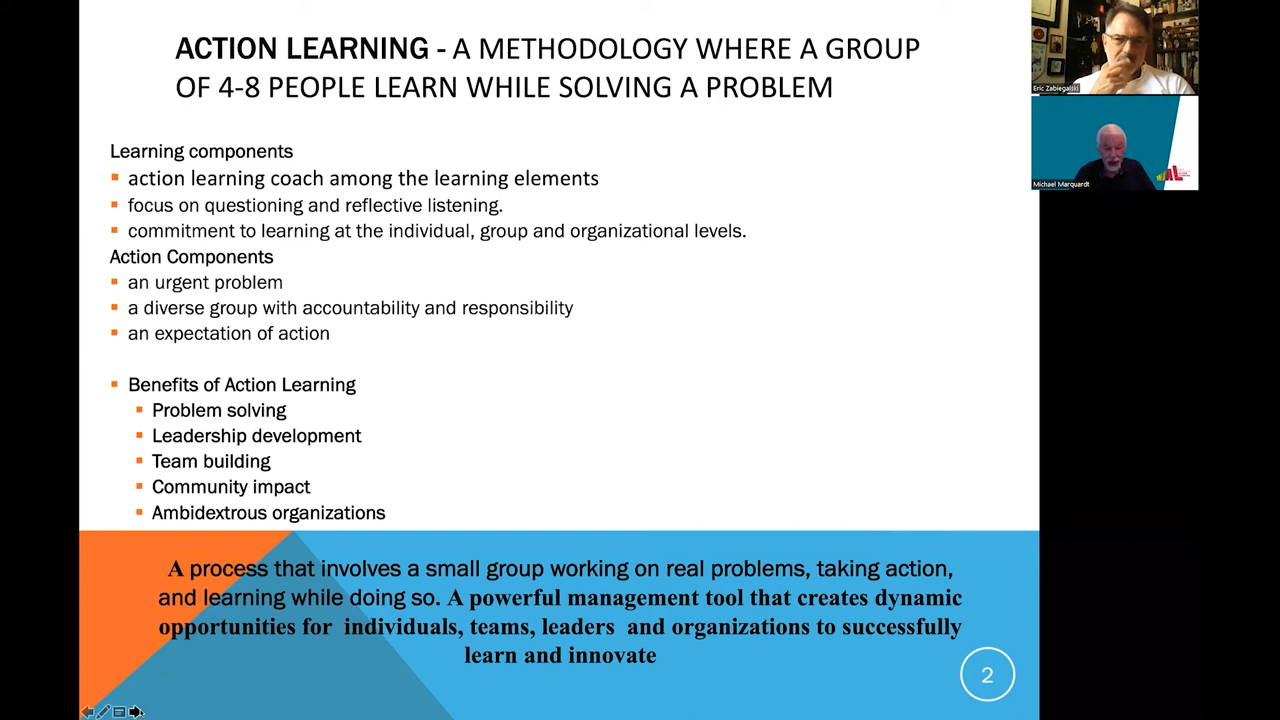 ACTION LEARNING - A METHODOLOGY WHERE A GROUP
OF 4-8 PEOPLE LEARN WHILE SOLVING A PROBLEM
Learning components
action learning coach among the learning elements
focus on questioning and reflective listening.
commitment to learning at the individual, group and organizational levels.
Action Components
an urgent problem
a diverse group with accountability and responsibility
an expectation of action
Benefits of Action Learning
Problem solving
Leadership development
Team building
Community impact
Ambidextrous organizations
A process that involves a small group working on real problems, taking action,
and learning while doing so. A powerful management tool that creates dynamic
opportunities for individuals, teams, leaders and organizations to successfully
learn and innovate
2
Eric Zabiegalski
Michael Marquardt